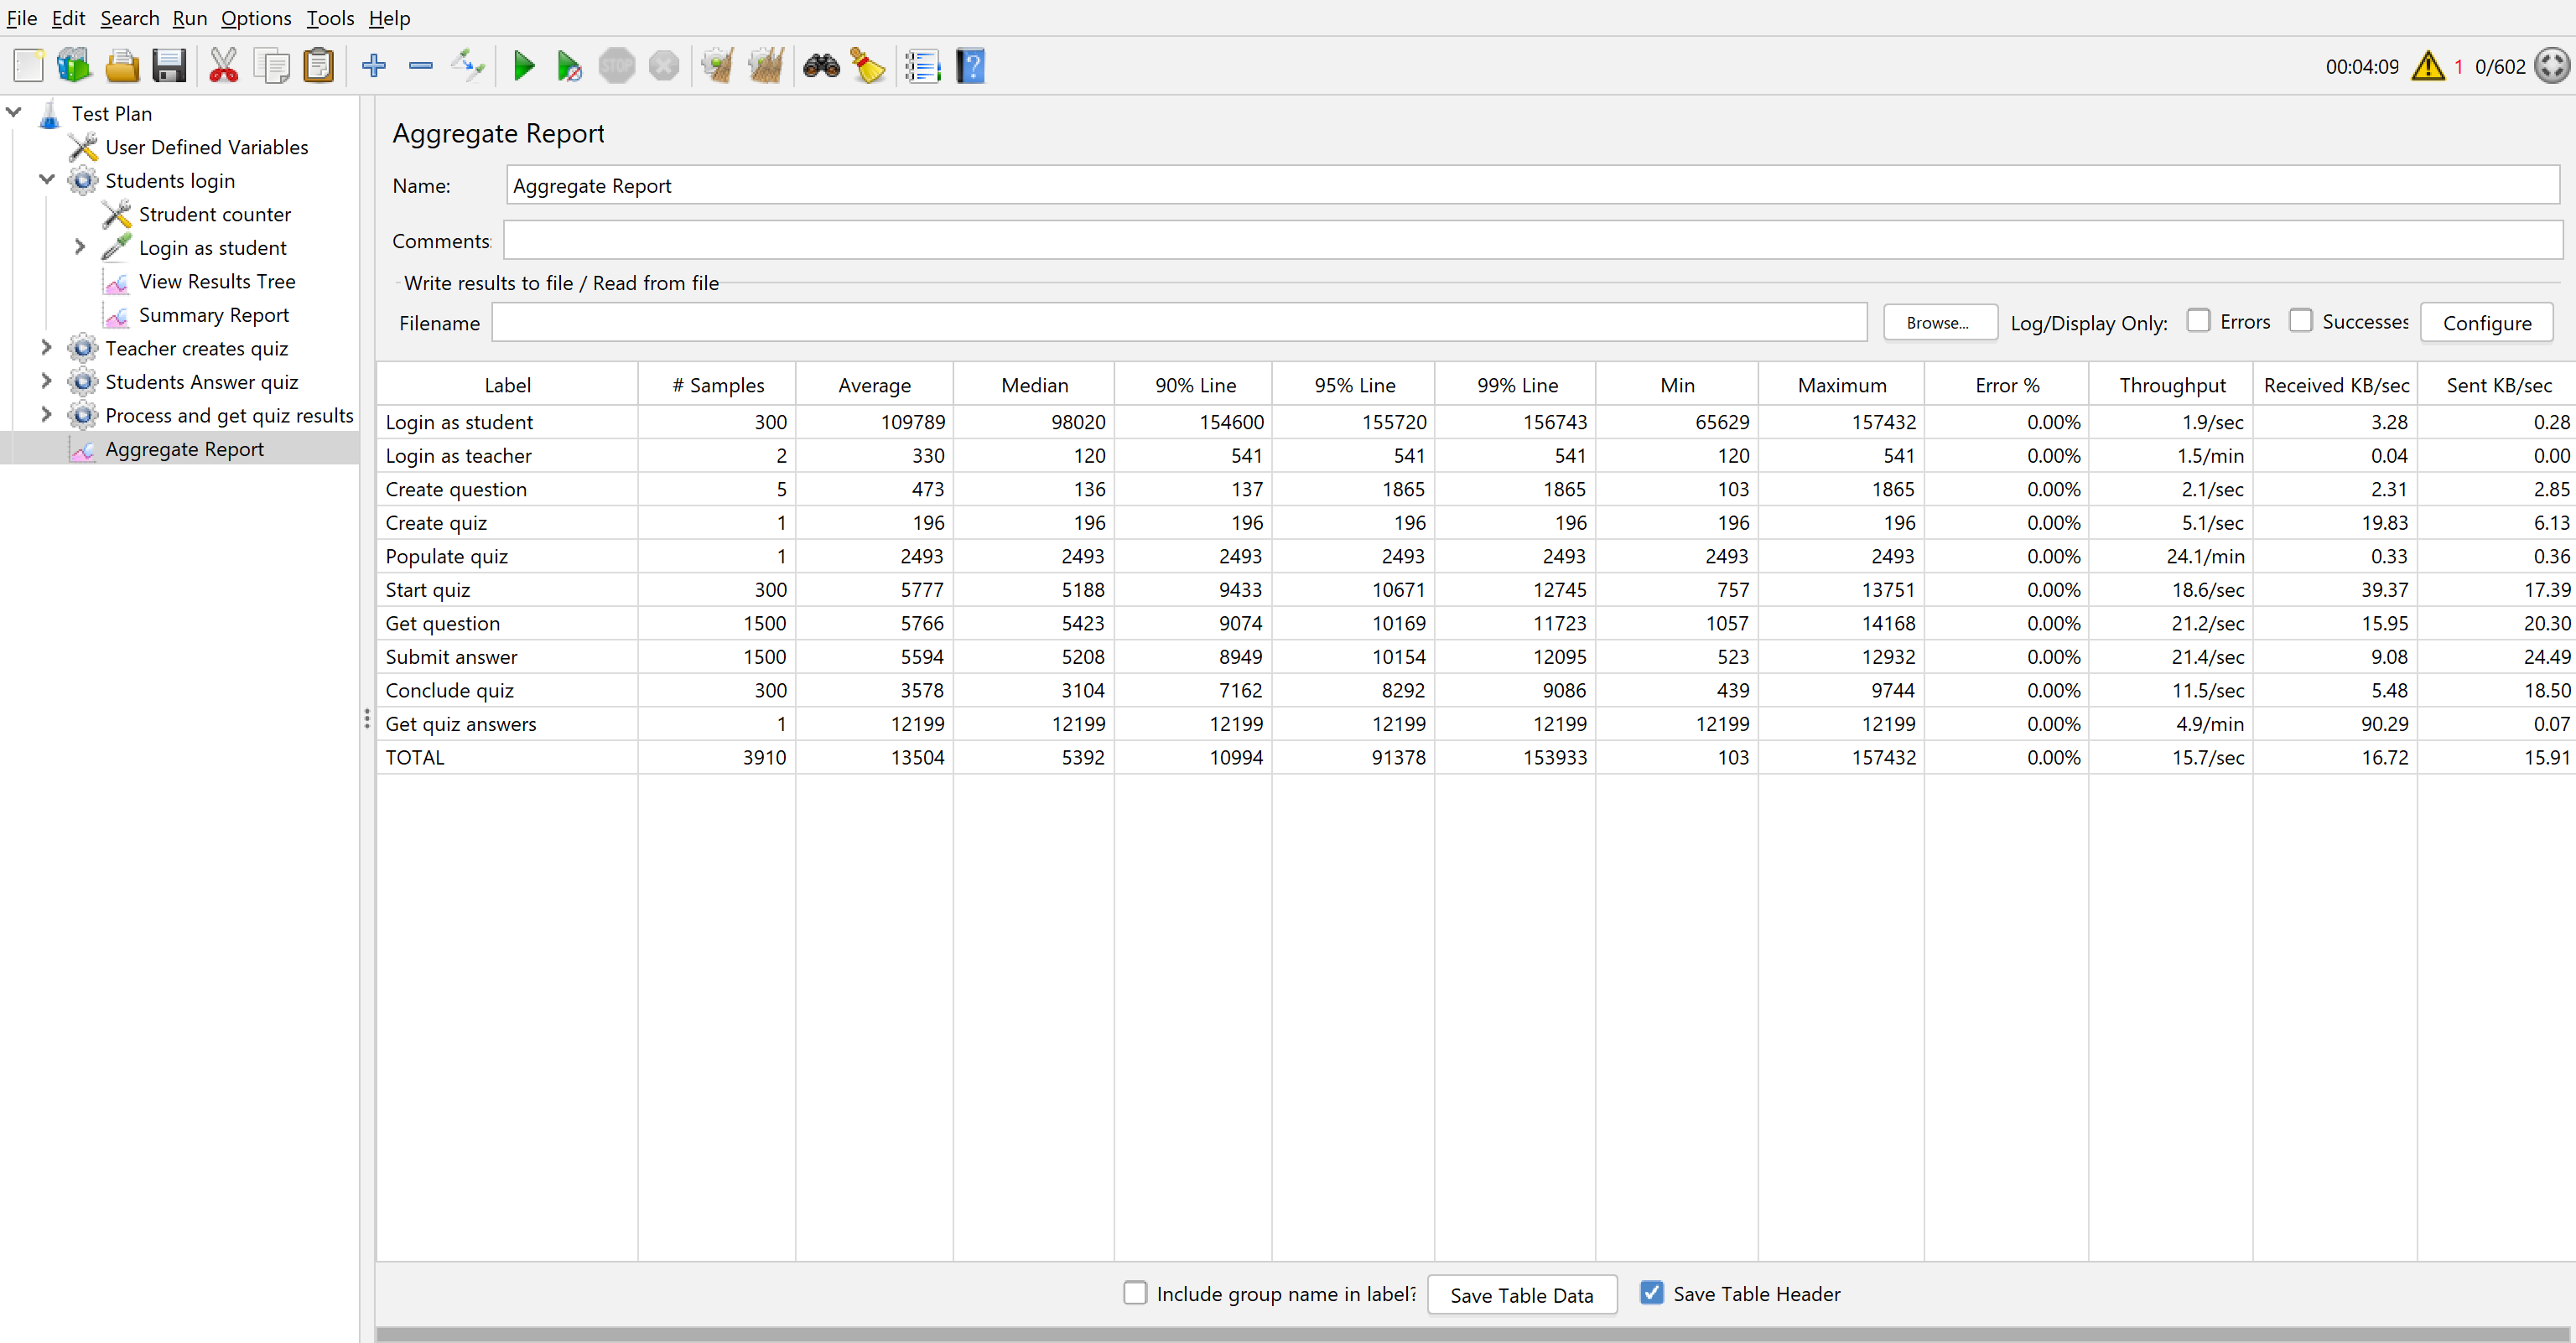 File Edit Search Run Options Tools Help
STOP
?
00:04:09 1 0/602
Test Plan
User Defined Variables
Students login
Strudent counter
Login as student
View Results Tree
Summary Report
Teacher creates quiz
Students Answer quiz
Process and get quiz results
Aggregate Report
Aggregate Report
Name: Aggregate Report
Comments:
Write results to file / Read from file
Filename Browse... Log/Display Only: Errors Successes Configure
Label # Samples Average Median 90% Line 95% Line 99% Line Min Maximum Error % Throughput Received KB/sec Sent KB/sec
Login as student 300 109789 98020 154600 155720 156743 65629 157432 0.00% 1.9/sec 3.28 0.28
Login as teacher 2 330 120 541 541 541 120 541 0.00% 1.5/min 0.04 0.00
Create question 5 473 136 137 1865 1865 103 1865 0.00% 2.1/sec 2.31 2.85
Create quiz 1 196 196 196 196 196 196 196 0.00% 5.1/sec 19.83 6.13
Populate quiz 1 2493 2493 2493 2493 2493 2493 2493 0.00% 24.1/min 0.33 0.36
Start quiz 300 5777 5188 9433 10671 12745 757 13751 0.00% 18.6/sec 39.37 17.39
Get question 1500 5766 5423 9074 10169 11723 1057 14168 0.00% 21.2/sec 15.95 20.30
Submit answer 1500 5594 5208 8949 10154 12095 523 12932 0.00% 21.4/sec 9.08 24.49
Conclude quiz 300 3578 3104 7162 8292 9086 439 9744 0.00% 11.5/sec 5.48 18.50
Get quiz answers 1 12199 12199 12199 12199 12199 12199 12199 0.00% 4.9/min 90.29 0.07
TOTAL 3910 13504 5392 10994 91378 153933 103 157432 0.00% 15.7/sec 16.72 15.91
Include group name in label? Save Table Data Save Table Header